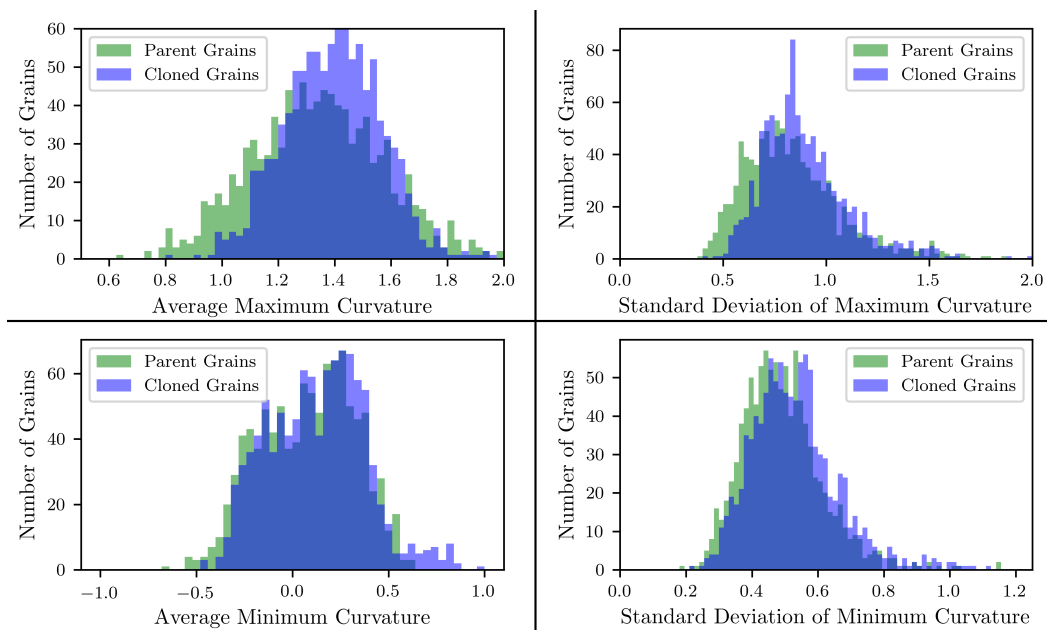 60
50
40
30
20
10
0
Number of Grains
Parent Grains
Cloned Grains
0.6 0.8 1.0 1.2 1.4 1.6 1.8 2.0
Average Maximum Curvature
80
60
40
20
0
Number of Grains
Parent Grains
Cloned Grains
0.0 0.5 1.0 1.5 2.0
Standard Deviation of Maximum Curvature
60
40
20
0
Number of Grains
Parent Grains
Cloned Grains
−1.0 −0.5 0.0 0.5 1.0
Average Minimum Curvature
50
40
30
20
10
0
Number of Grains
Parent Grains
Cloned Grains
0.0 0.2 0.4 0.6 0.8 1.0 1.2
Standard Deviation of Minimum Curvature